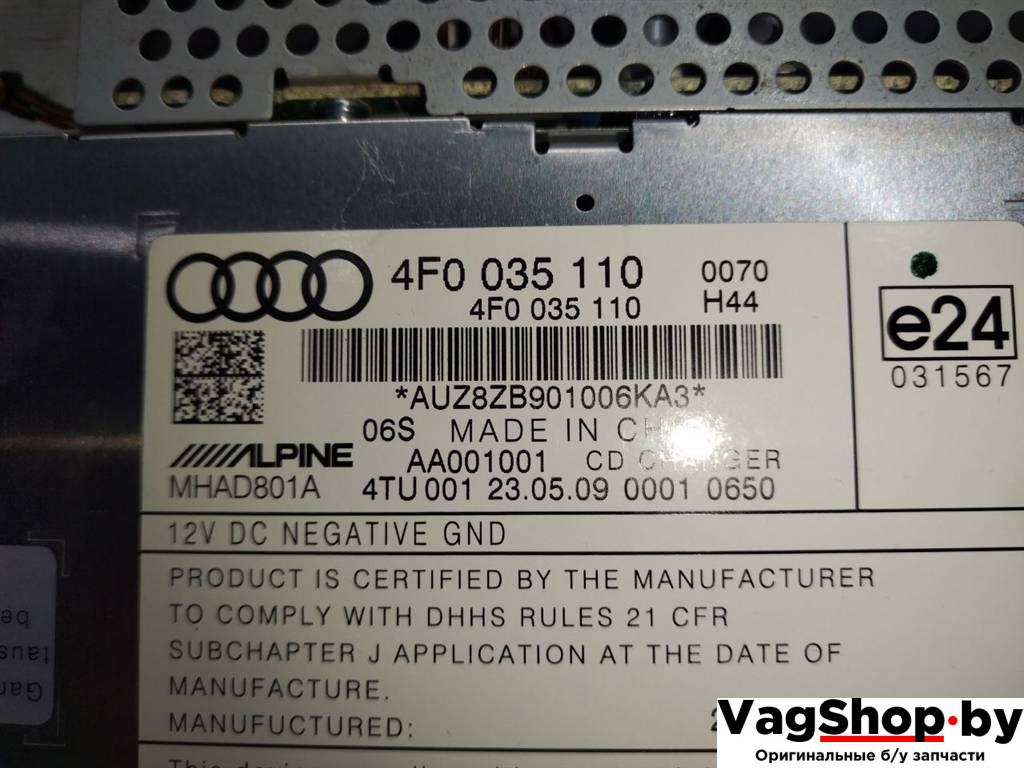 4F0 035 110 0070
4F0 035 110 H44
e24
031567
*AUZ8ZB901006KA3*
06S MADE IN
ALPINE AA001001 CD
MHAD801A 4TU 001 23.05.09 0001 0650
12V DC NEGATIVE GND
PRODUCT IS CERTIFIED BY THE MANUFACTURER
TO COMPLY WITH DHHS RULES 21 CFR
SUBCHAPTER J APPLICATION AT THE DATE OF
MANUFACTURE.
MANUFUCTURED:
VagShop.by
Оригинальные б/у запчасти